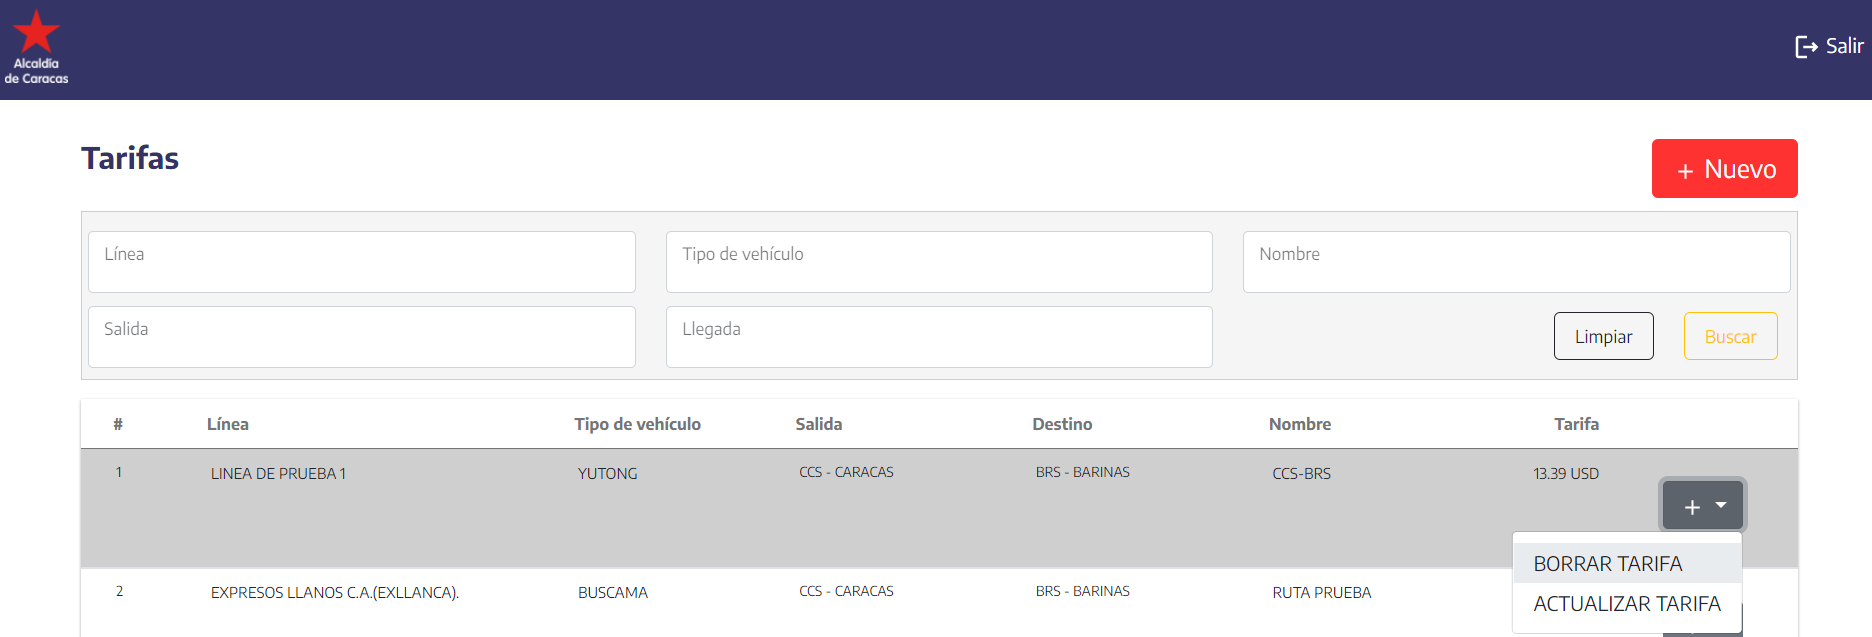 Alcaldía
de Caracas
Salir
Tarifas
+ Nuevo
Línea
Tipo de vehículo
Nombre
Salida
Llegada
Limpiar
Buscar
# Línea Tipo de vehículo Salida Destino Nombre Tarifa
1 LINEA DE PRUEBA 1 YUTONG CCS - CARACAS BRS - BARINAS CCS-BRS 13.39 USD
+
BORRAR TARIFA
ACTUALIZAR TARIFA
2 EXPRESOS LLANOS C.A.(EXLLANCA). BUSCAMA CCS - CARACAS BRS - BARINAS RUTA PRUEBA